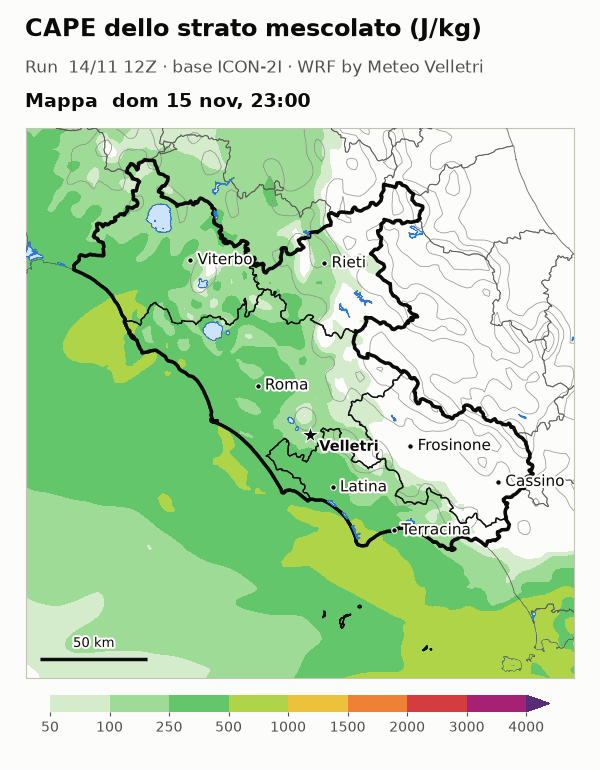 CAPE dello strato mescolato (J/kg)
Run  14/11 12Z · base ICON-2I · WRF by Meteo Velletri
Mappa  dom 15 nov, 23:00
Viterbo
Rieti
Roma
Velletri
Frosinone
Cassino
Latina
Terracina
50 km
50 100 250 500 1000 1500 2000 3000 4000